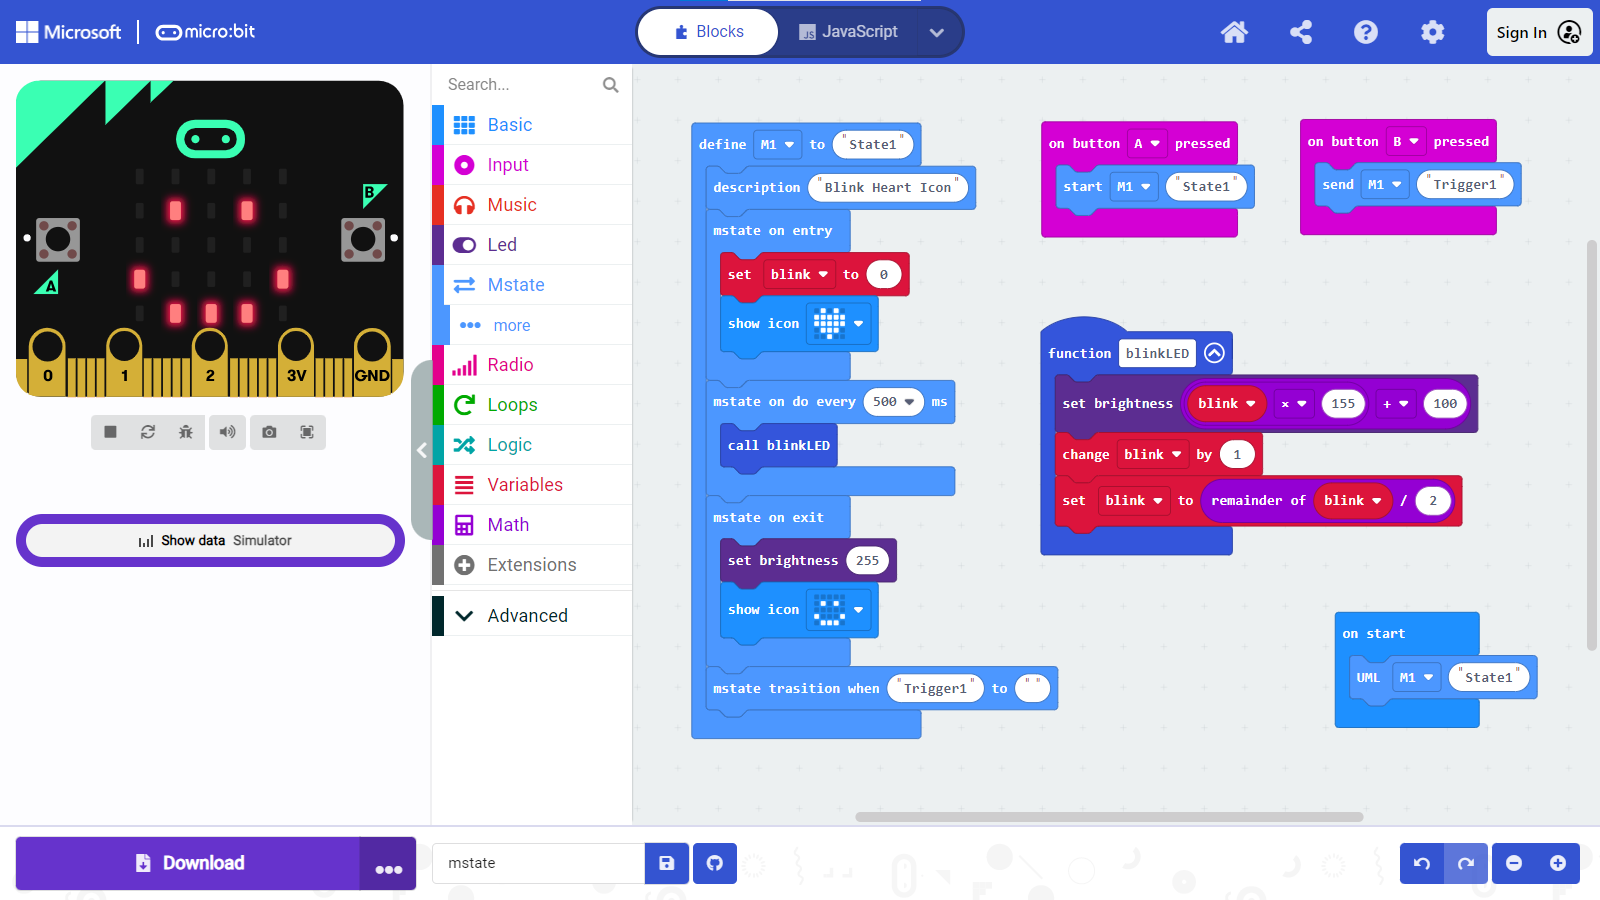 Microsoft
micro:bit
Blocks
JavaScript
Sign In
B
A
0
1
2
3V
GND
Show data Simulator
Search...
Basic
Input
Music
Led
Mstate
more
Radio
Loops
Logic
Variables
Math
Extensions
Advanced
define M1 to "State1"
description "Blink Heart Icon"
mstate on entry
set blink to 0
show icon
mstate on do every 500 ms
call blinkLED
mstate on exit
set brightness 255
show icon
mstate trasition when "Trigger1" to " "
on button A pressed
start M1 "State1"
on button B pressed
send M1 "Trigger1"
function blinkLED
set brightness blink × 155 + 100
change blink by 1
set blink to remainder of blink / 2
on start
UML M1 "State1"
Download
mstate